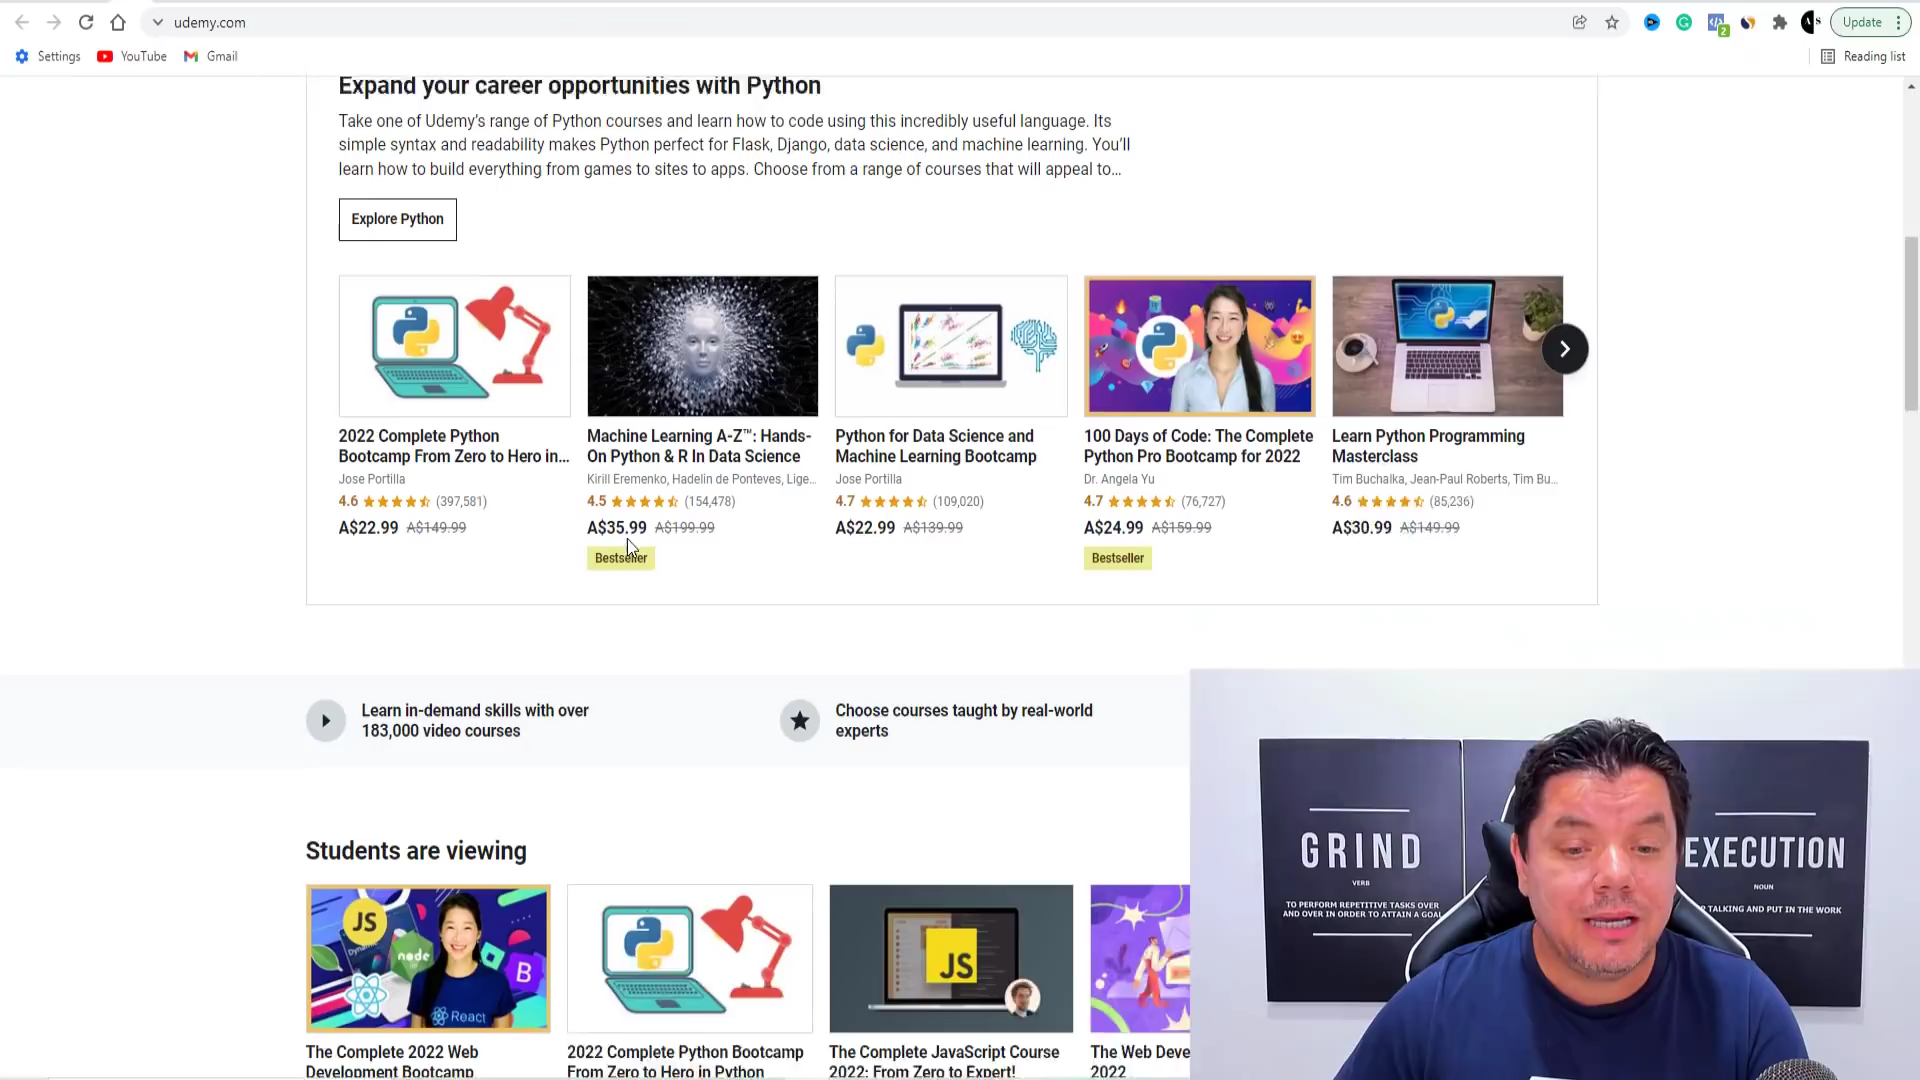 udemy.com
Update
Settings
YouTube
Gmail
Reading list
Expand your career opportunities with Python
Take one of Udemy's range of Python courses and learn how to code using this incredibly useful language. Its
simple syntax and readability makes Python perfect for Flask, Django, data science, and machine learning. You'll
learn how to build everything from games to sites to apps. Choose from a range of courses that will appeal to...
Explore Python
2022 Complete Python
Bootcamp From Zero to Hero in...
Jose Portilla
4.6 (397,581)
A$22.99 A$149.99
Machine Learning A-Z™: Hands-
On Python & R In Data Science
Kirill Eremenko, Hadelin de Ponteves, Lige...
4.5 (154,478)
A$35.99 A$199.99
Bestseller
Python for Data Science and
Machine Learning Bootcamp
Jose Portilla
4.7 (109,020)
A$22.99 A$139.99
100 Days of Code: The Complete
Python Pro Bootcamp for 2022
Dr. Angela Yu
4.7 (76,727)
A$24.99 A$159.99
Bestseller
Learn Python Programming
Masterclass
Tim Buchalka, Jean-Paul Roberts, Tim Bu...
4.6 (85,236)
A$30.99 A$149.99
Learn in-demand skills with over
183,000 video courses
Choose courses taught by real-world
experts
Students are viewing
JS
node
B
React
JS
The Complete 2022 Web
Development Bootcamp
2022 Complete Python Bootcamp
From Zero to Hero in Python
The Complete JavaScript Course
2022: From Zero to Expert!
The Web Deve
2022
GRIND
VERB
TO PERFORM REPETITIVE TASKS OVER
AND OVER IN ORDER TO ATTAIN A GOAL
EXECUTION
NOUN
TALKING AND PUT IN THE WORK